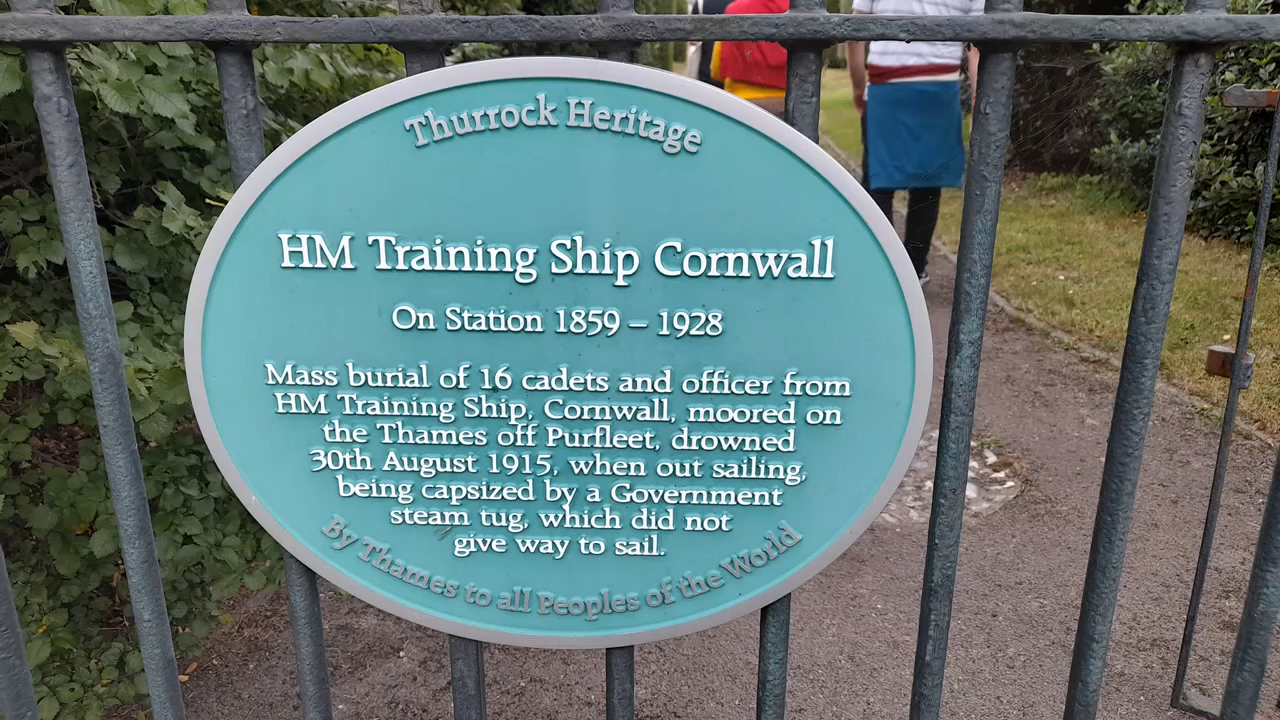 Thurrock Heritage
HM Training Ship Cornwall
On Station 1859 – 1928
Mass burial of 16 cadets and officer from
HM Training Ship, Cornwall, moored on
the Thames off Purfleet, drowned
30th August 1915, when out sailing,
being capsized by a Government
steam tug, which did not
give way to sail.
By Thames to all Peoples of the World